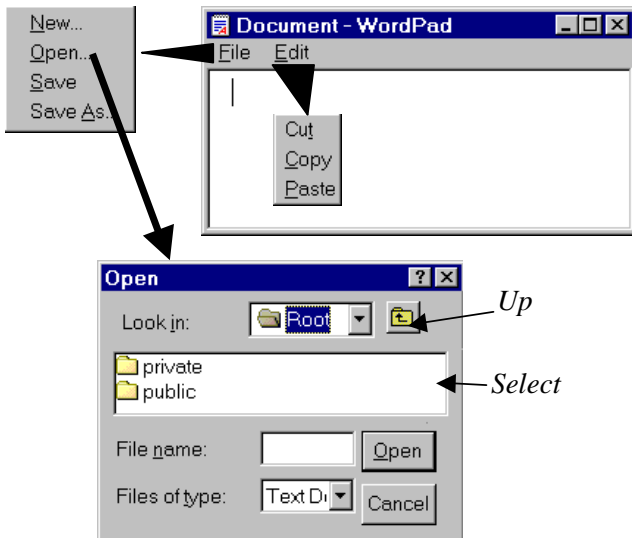 New...
Open...
Save
Save As...
Document - WordPad
File Edit
Cut
Copy
Paste
Open
Look in: Root
Up
private
public
Select
File name: Open
Files of type: Text D Cancel